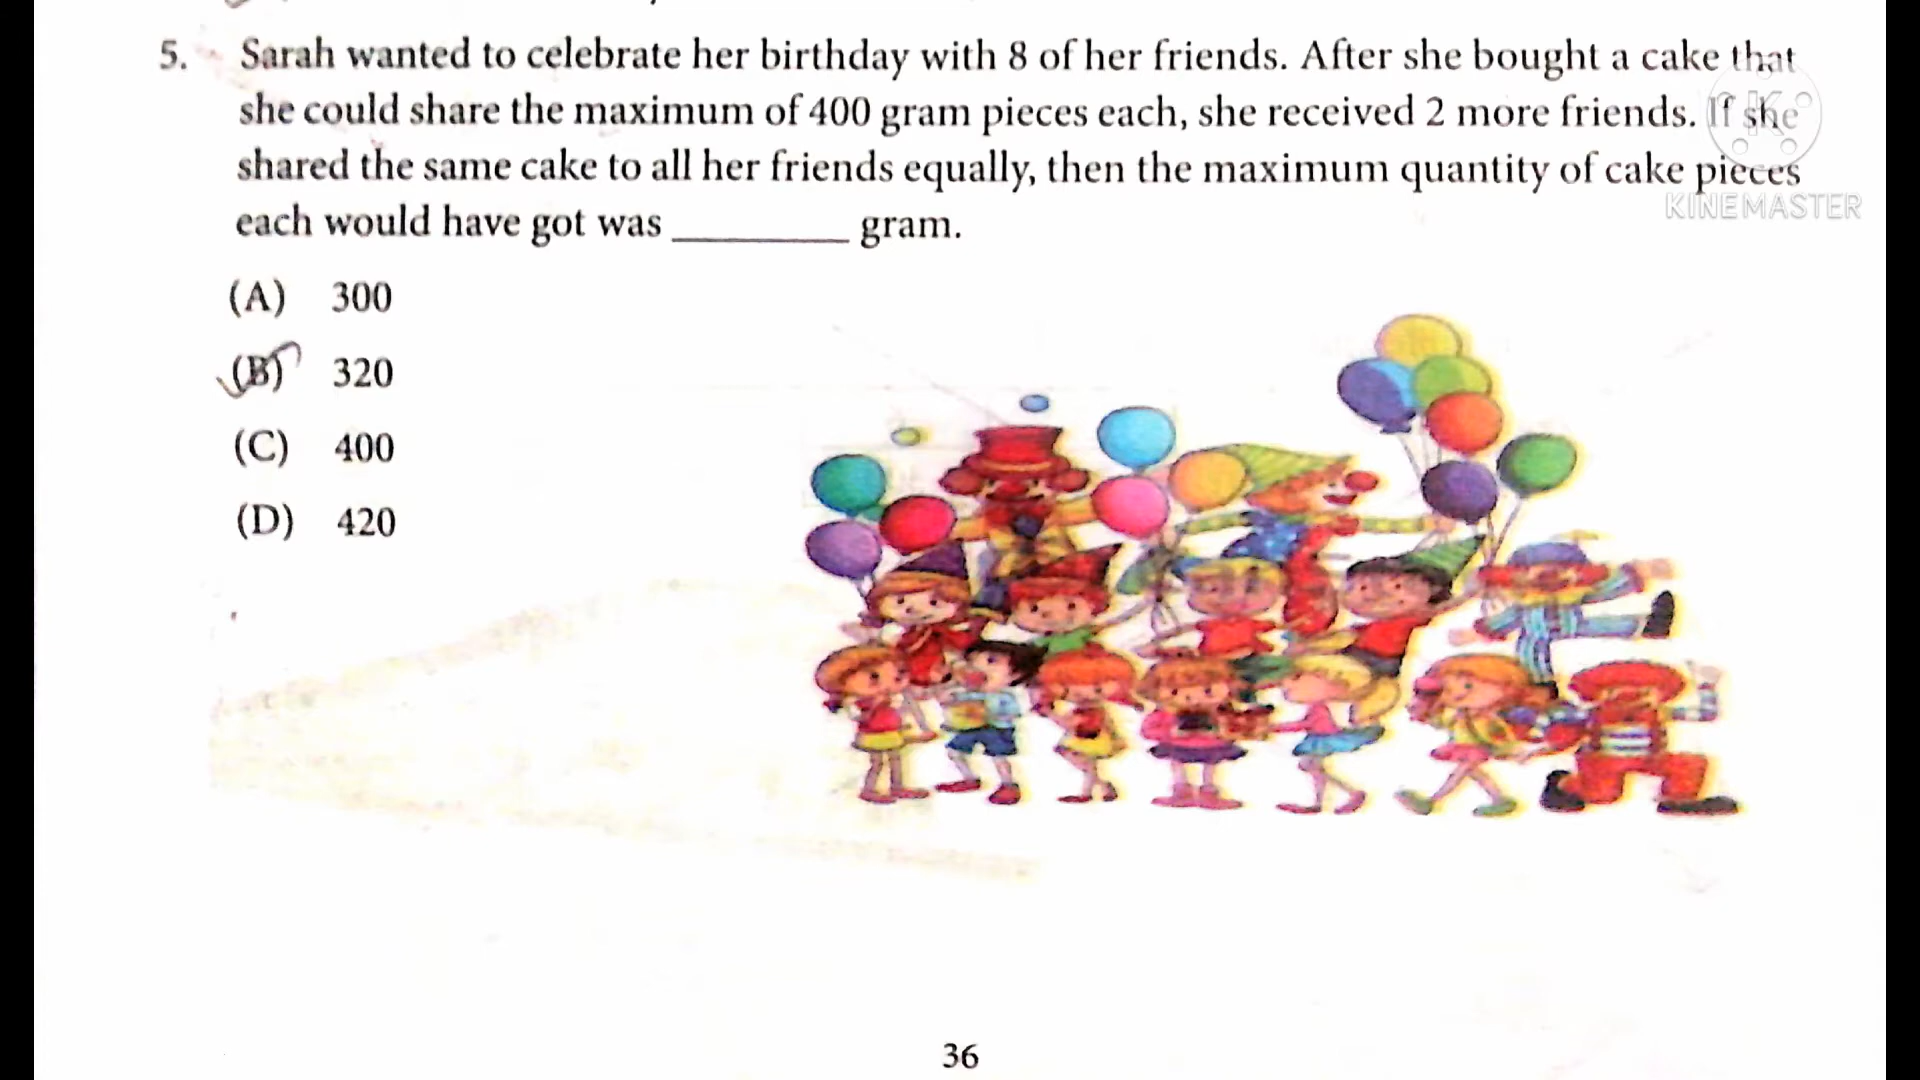 5. Sarah wanted to celebrate her birthday with 8 of her friends. After she bought a cake that
she could share the maximum of 400 gram pieces each, she received 2 more friends. If she
shared the same cake to all her friends equally, then the maximum quantity of cake pieces
each would have got was ________ gram.
KINEMASTER
(A) 300
(B) 320
(C) 400
(D) 420
36